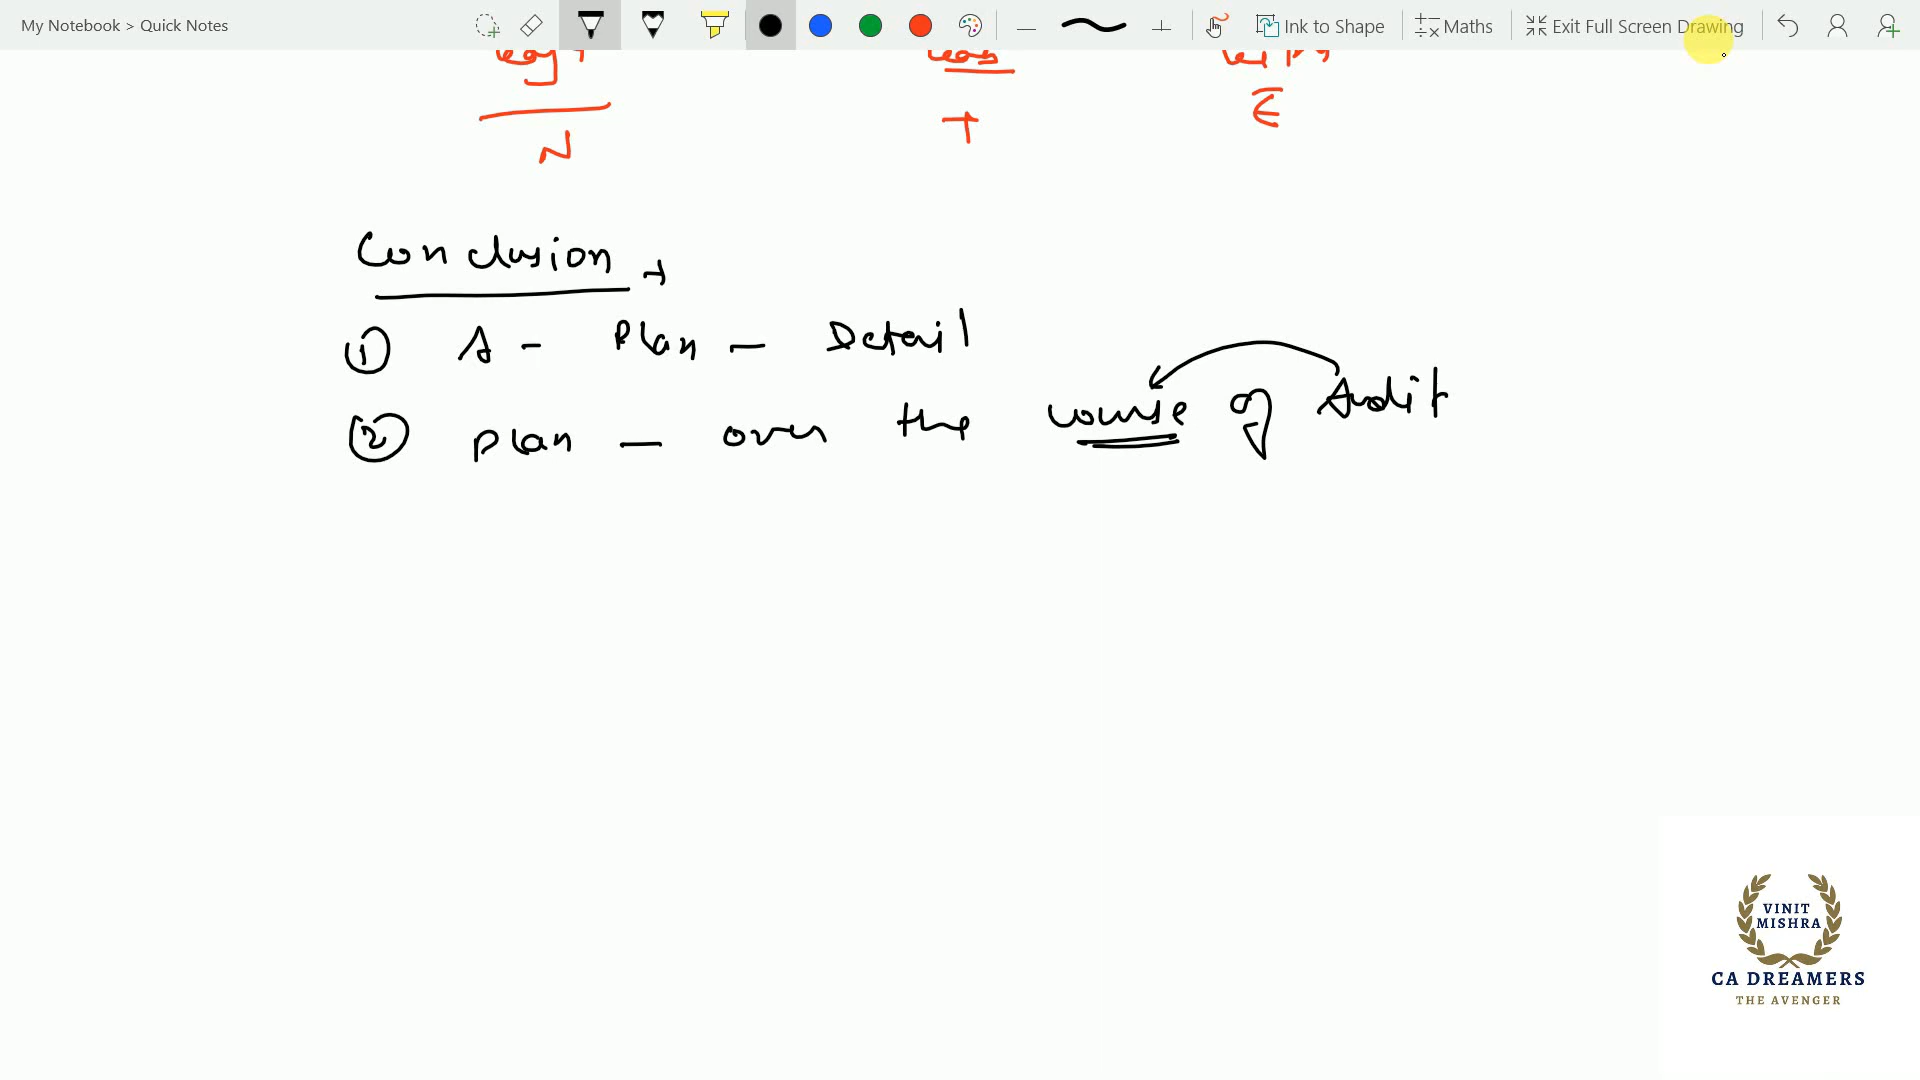 My Notebook > Quick Notes
Ink to Shape
Maths
Exit Full Screen Drawing
N T E
Conclusion →
① A - Plan - Detail
② plan - over the course of Audit
VINIT
MISHRA
CA DREAMERS
THE AVENGER